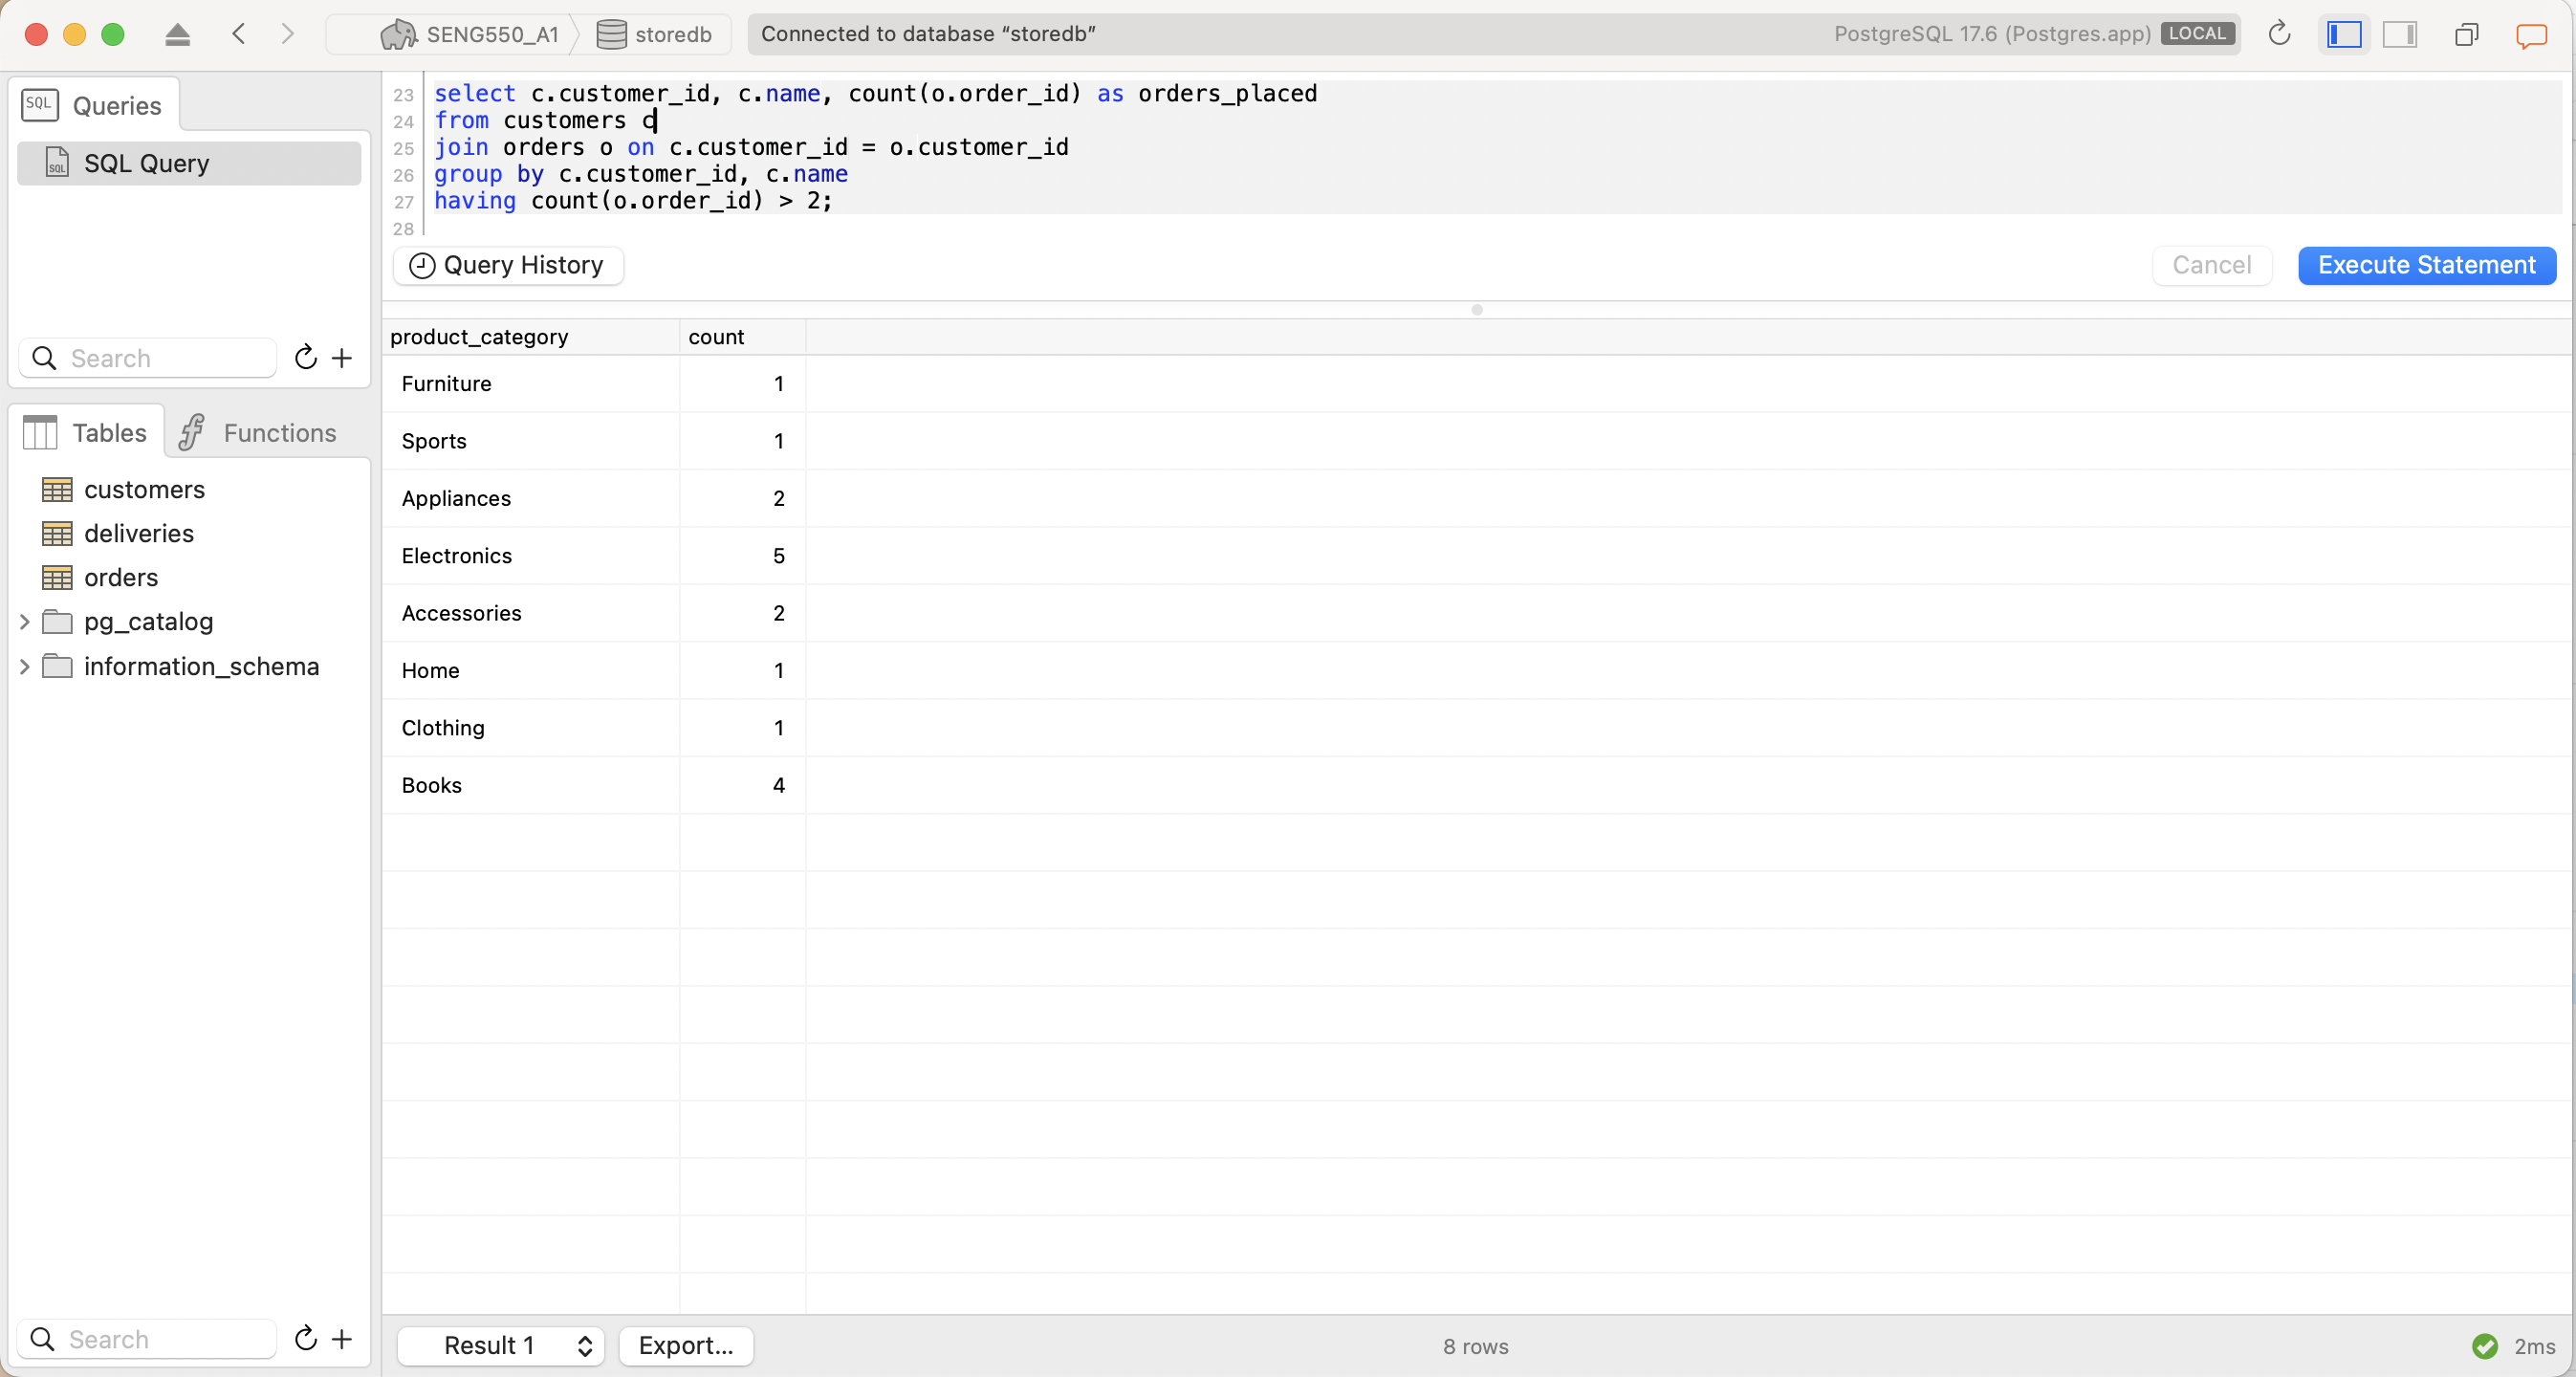 SENG550_A1 storedb Connected to database “storedb” PostgreSQL 17.6 (Postgres.app) LOCAL
SQL Queries
SQL SQL Query
Search
Tables Functions
customers
deliveries
orders
pg_catalog
information_schema
Search
23 select c.customer_id, c.name, count(o.order_id) as orders_placed
24 from customers c
25 join orders o on c.customer_id = o.customer_id
26 group by c.customer_id, c.name
27 having count(o.order_id) > 2;
28
Query History Cancel Execute Statement
product_category count
Furniture 1
Sports 1
Appliances 2
Electronics 5
Accessories 2
Home 1
Clothing 1
Books 4
Result 1 Export... 8 rows 2ms